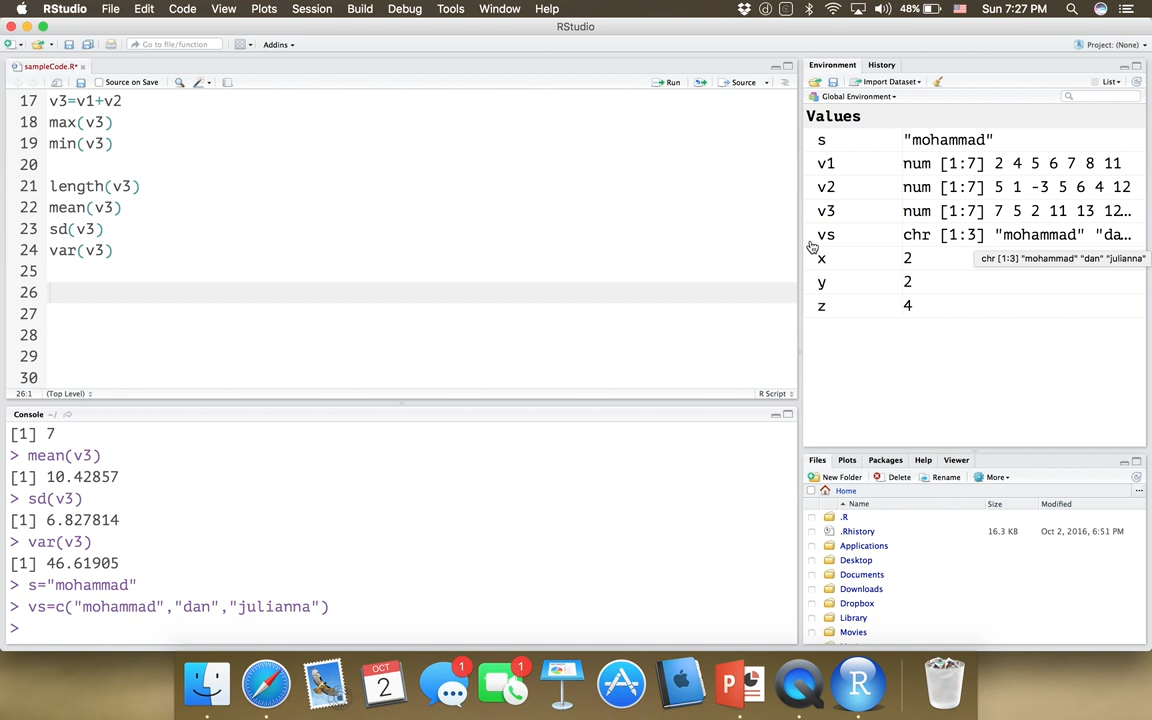 RStudio File Edit Code View Plots Session Build Debug Tools Window Help 48% Sun 7:27 PM
RStudio
Go to file/function Addins Project: (None)
sampleCode.R*
Source on Save Run Source
17 v3=v1+v2
18 max(v3)
19 min(v3)
20
21 length(v3)
22 mean(v3)
23 sd(v3)
24 var(v3)
25
26
27
28
29
30
26:1 (Top Level) R Script
Console ~/
[1] 7
> mean(v3)
[1] 10.42857
> sd(v3)
[1] 6.827814
> var(v3)
[1] 46.61905
> s="mohammad"
> vs=c("mohammad","dan","julianna")
>
Environment History
Import Dataset List
Global Environment
Values
s "mohammad"
v1 num [1:7] 2 4 5 6 7 8 11
v2 num [1:7] 5 1 -3 5 6 4 12
v3 num [1:7] 7 5 2 11 13 12…
vs chr [1:3] "mohammad" "da…
x 2
chr [1:3] "mohammad" "dan" "julianna"
y 2
z 4
Files Plots Packages Help Viewer
New Folder Delete Rename More
Home
Name Size Modified
.R
.Rhistory 16.3 KB Oct 2, 2016, 6:51 PM
Applications
Desktop
Documents
Downloads
Dropbox
Library
Movies
OCT
2
1
1
P
R